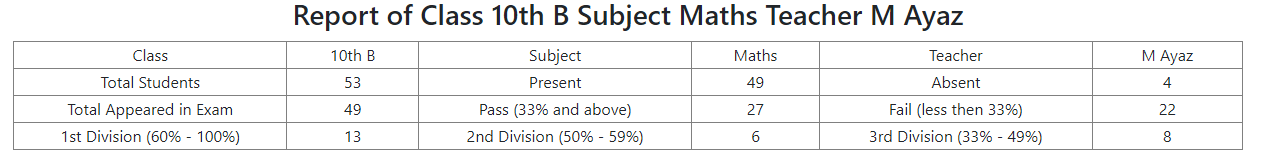 Report of Class 10th B Subject Maths Teacher M Ayaz
Class 10th B Subject Maths Teacher M Ayaz
Total Students 53 Present 49 Absent 4
Total Appeared in Exam 49 Pass (33% and above) 27 Fail (less then 33%) 22
1st Division (60% - 100%) 13 2nd Division (50% - 59%) 6 3rd Division (33% - 49%) 8